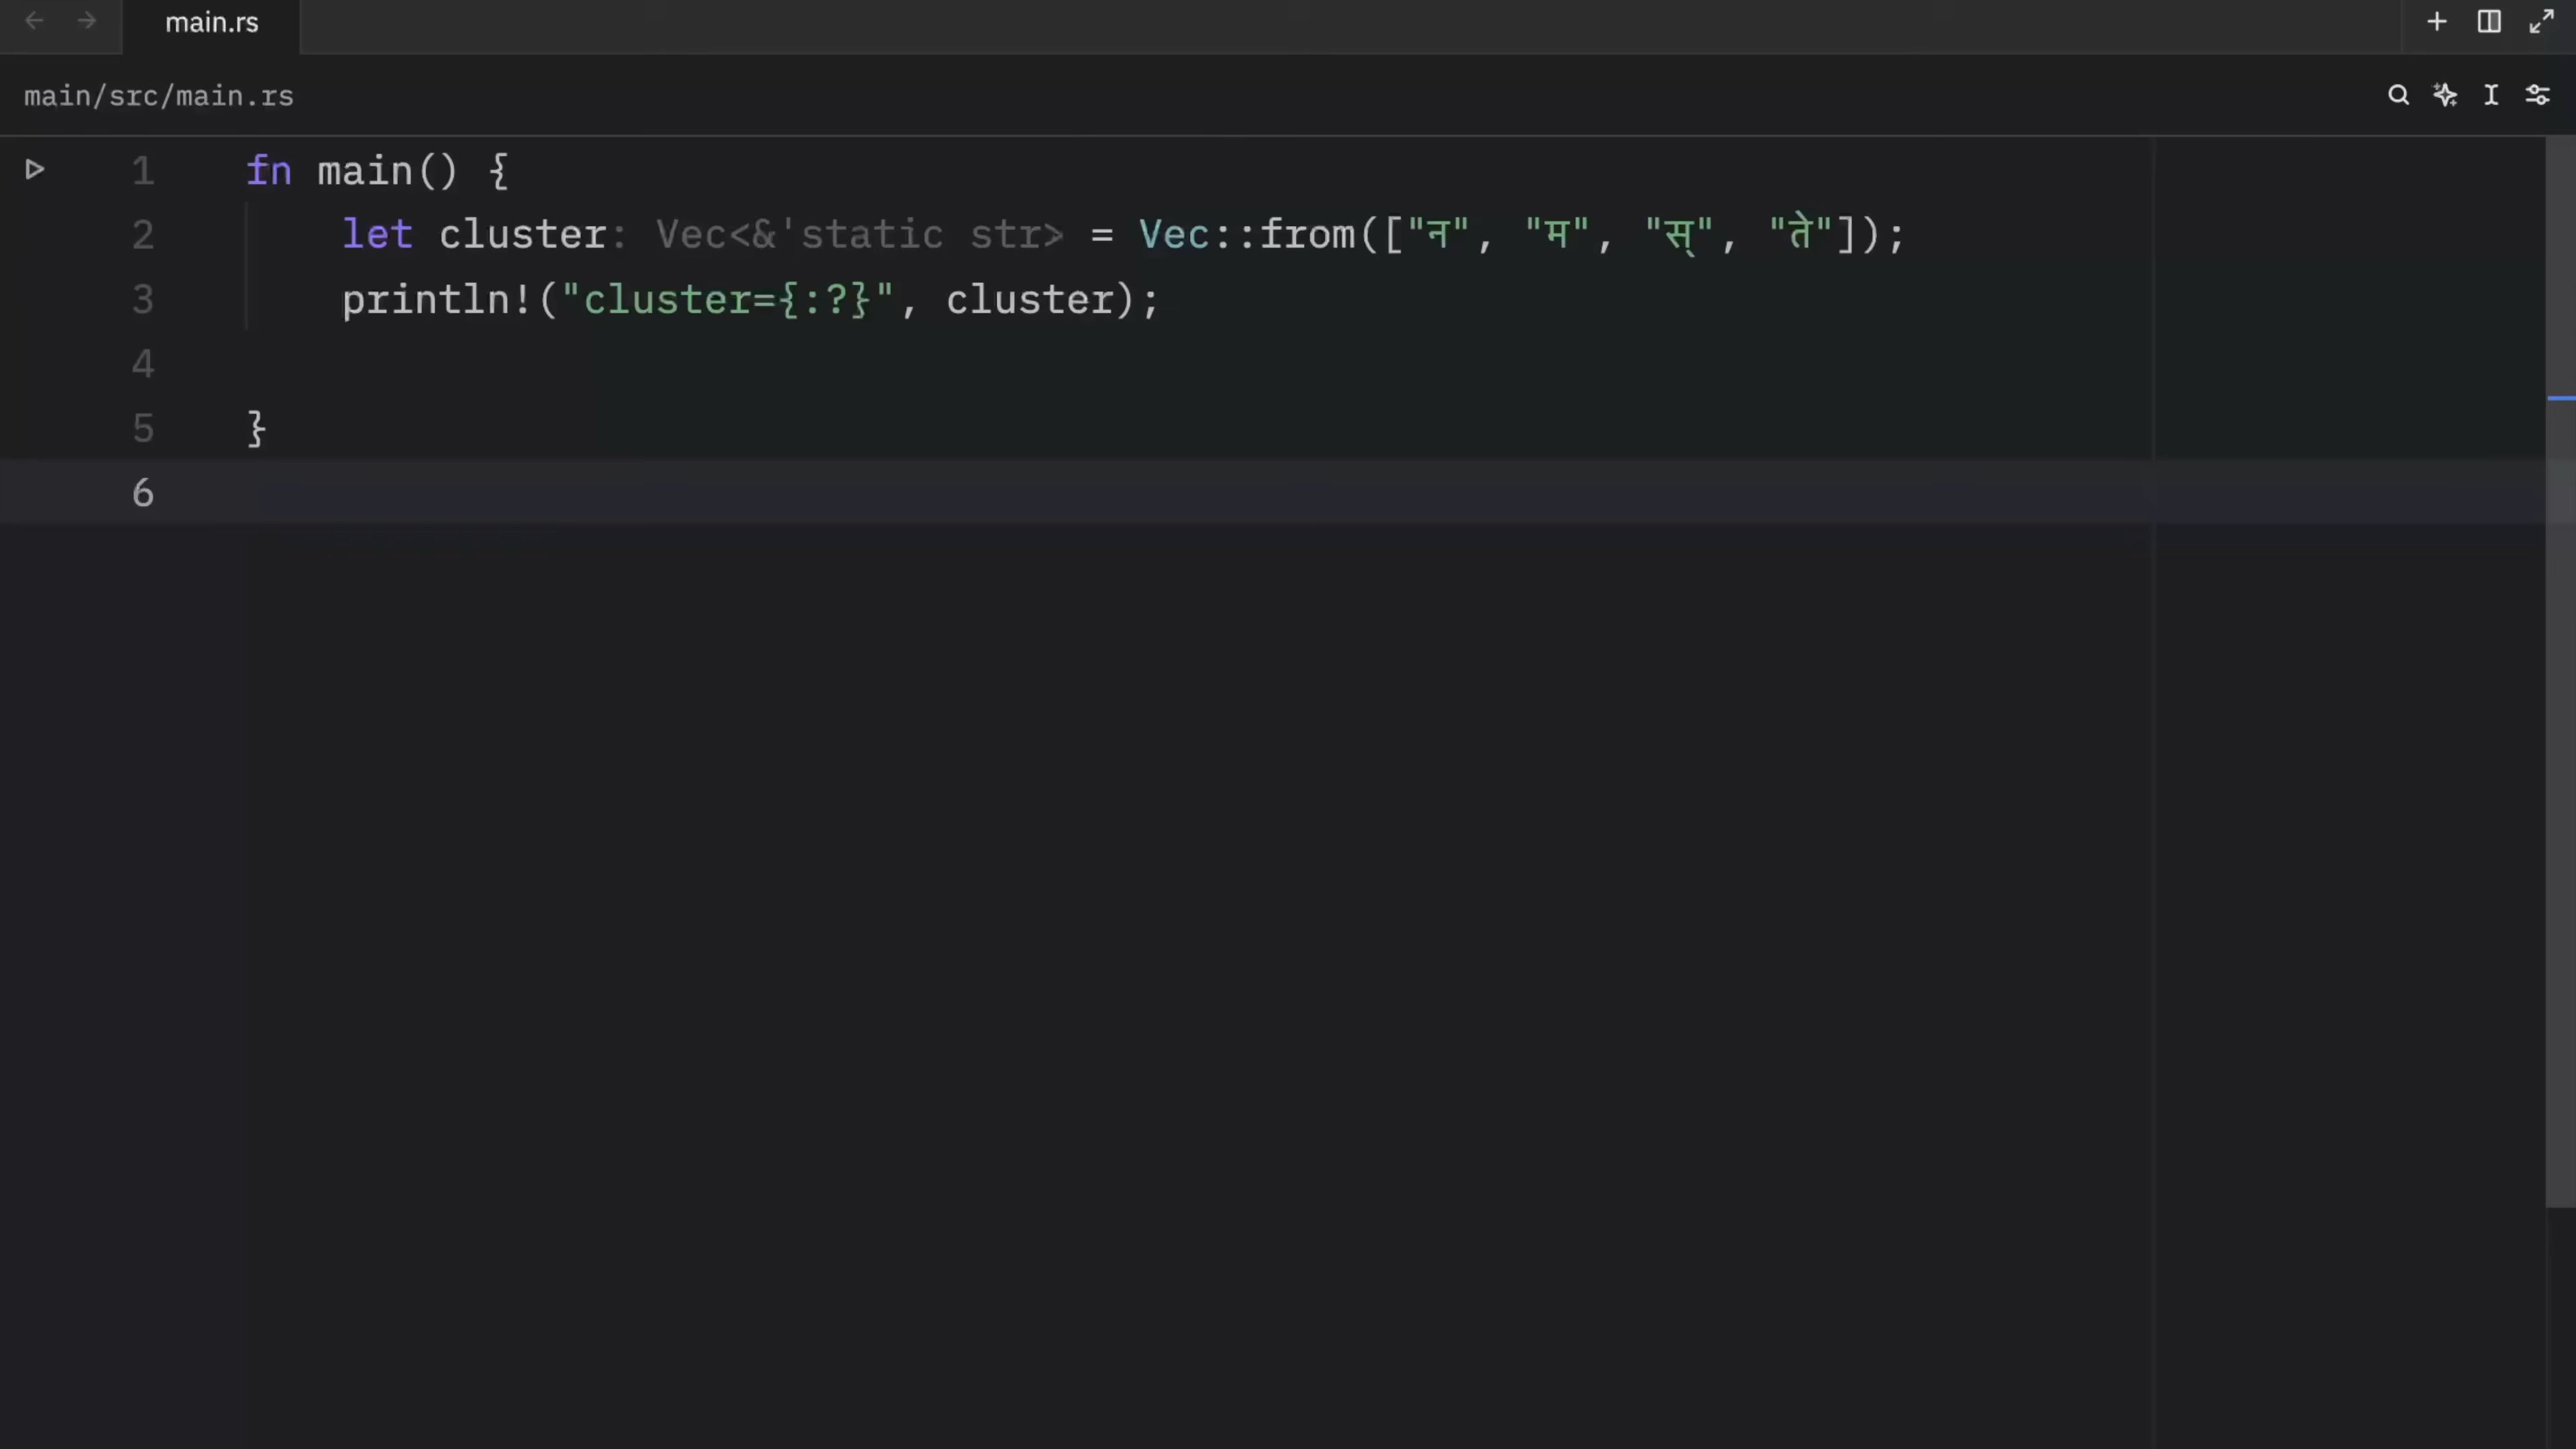 main.rs
main/src/main.rs
1 fn main() {
2 let cluster: Vec<&'static str> = Vec::from(["न", "म", "स्", "ते"]);
3 println!("cluster={:?}", cluster);
4
5 }
6